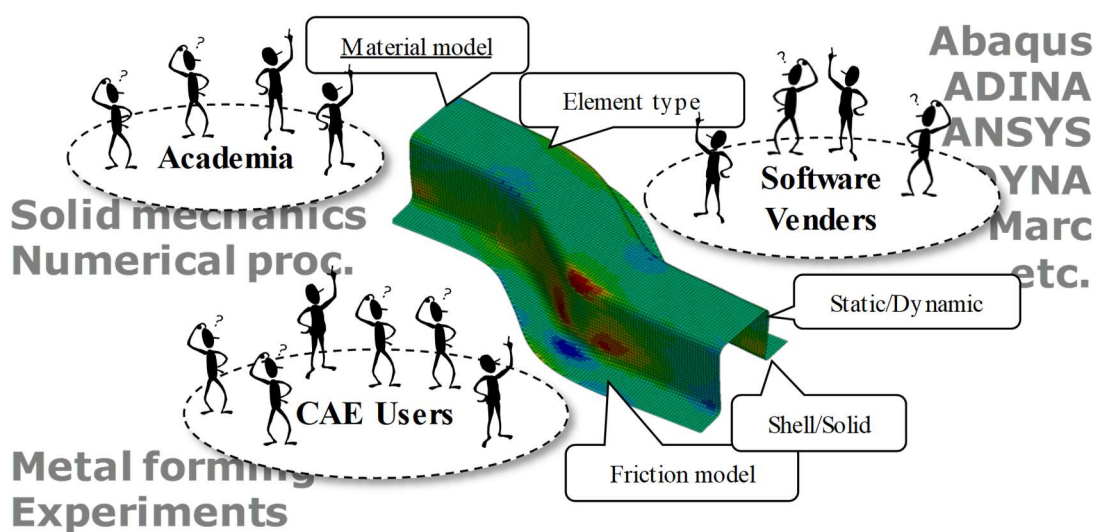 Material model
Element type
Academia
Solid mechanics
Numerical proc.
Abaqus
ADINA
ANSYS
DYNA
Marc
etc.
Software
Venders
Static/Dynamic
Shell/Solid
Friction model
CAE Users
Metal forming
Experiments
?
?
?
?
?
?
?
?